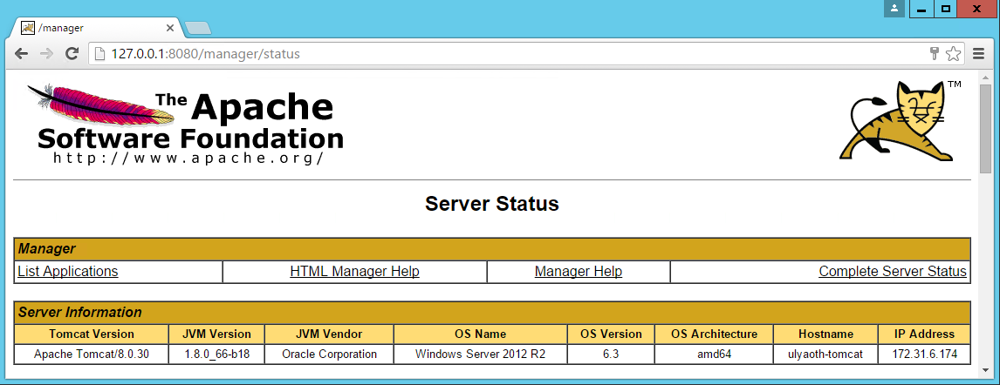 /manager
127.0.0.1:8080/manager/status
The Apache
Software Foundation
http://www.apache.org/
TM
Server Status
Manager
List Applications HTML Manager Help Manager Help Complete Server Status
Server Information
Tomcat Version JVM Version JVM Vendor OS Name OS Version OS Architecture Hostname IP Address
Apache Tomcat/8.0.30 1.8.0_66-b18 Oracle Corporation Windows Server 2012 R2 6.3 amd64 ulyaoth-tomcat 172.31.6.174